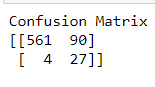 Confusion Matrix
[[561  90]
 [  4  27]]